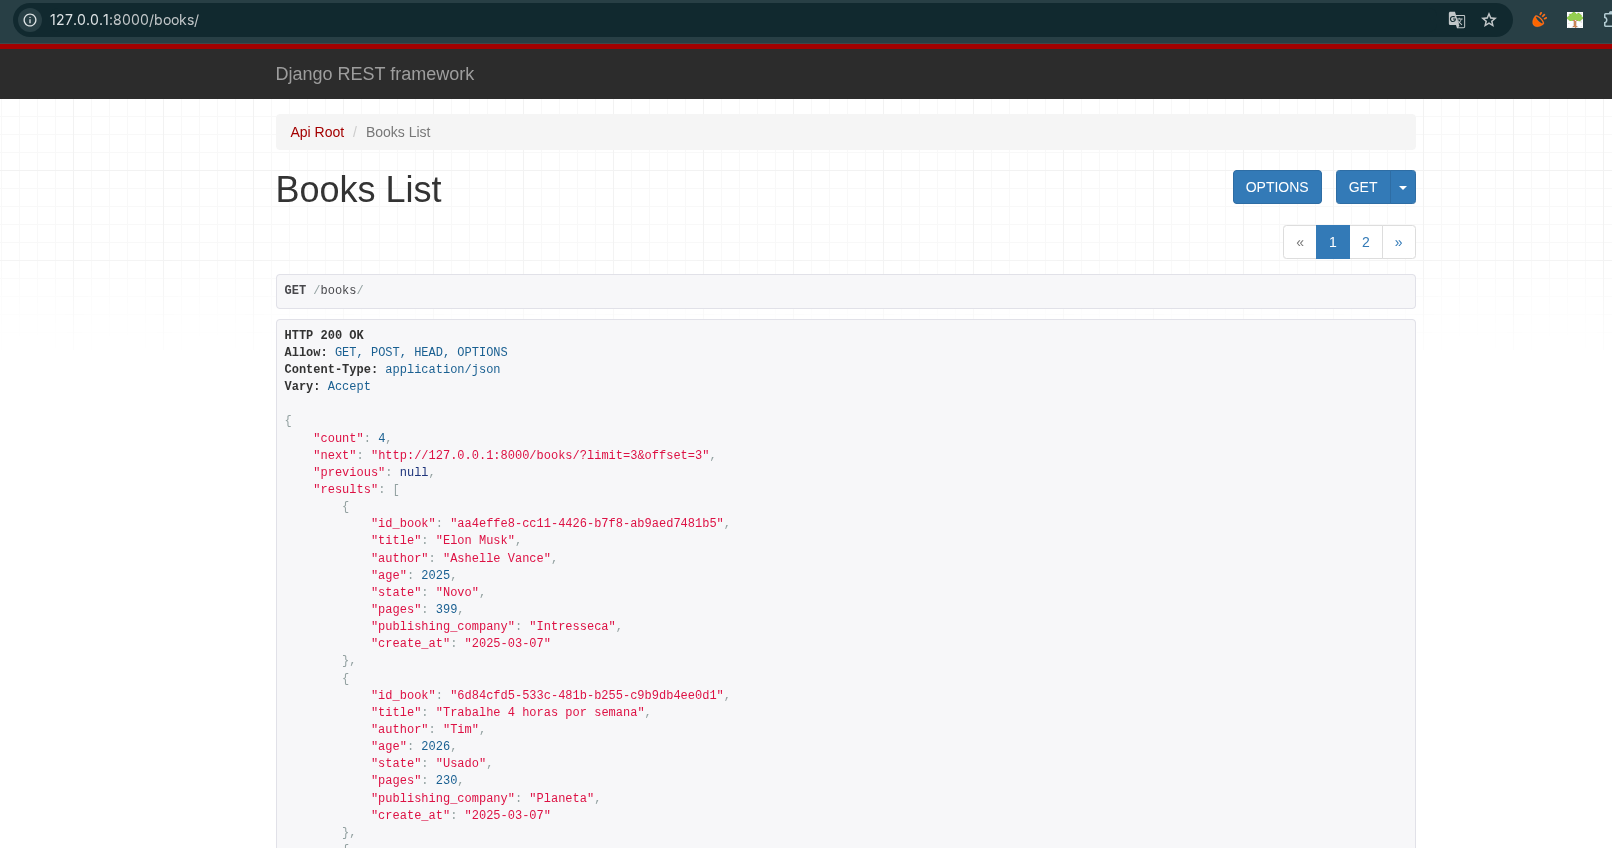 127.0.0.1:8000/books/
Django REST framework
Api Root / Books List
Books List
OPTIONS GET
« 1 2 »
GET /books/
HTTP 200 OK
Allow: GET, POST, HEAD, OPTIONS
Content-Type: application/json
Vary: Accept
{
    "count": 4,
    "next": "http://127.0.0.1:8000/books/?limit=3&offset=3",
    "previous": null,
    "results": [
        {
            "id_book": "aa4effe8-cc11-4426-b7f8-ab9aed7481b5",
            "title": "Elon Musk",
            "author": "Ashelle Vance",
            "age": 2025,
            "state": "Novo",
            "pages": 399,
            "publishing_company": "Intresseca",
            "create_at": "2025-03-07"
        },
        {
            "id_book": "6d84cfd5-533c-481b-b255-c9b9db4ee0d1",
            "title": "Trabalhe 4 horas por semana",
            "author": "Tim",
            "age": 2026,
            "state": "Usado",
            "pages": 230,
            "publishing_company": "Planeta",
            "create_at": "2025-03-07"
        },
        {